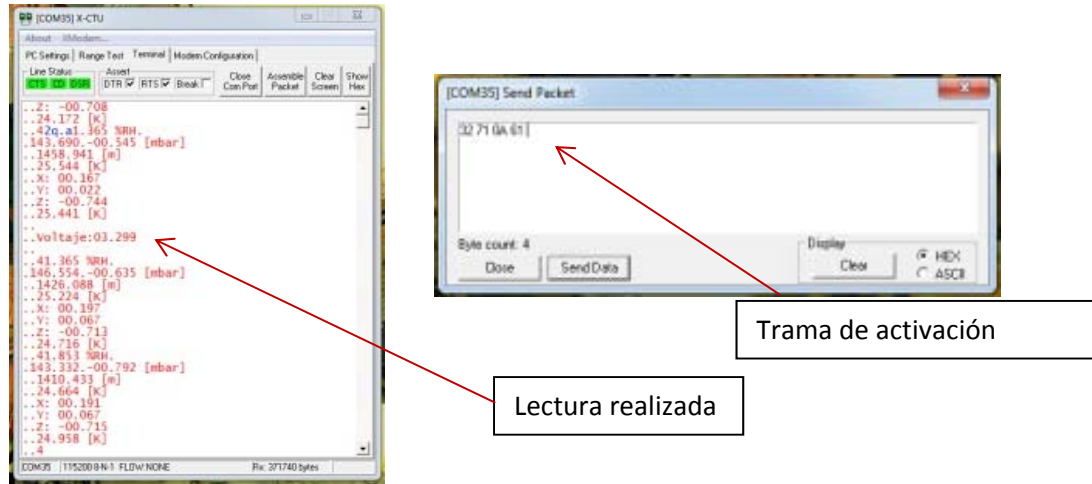 [COM35] X-CTU
About XModem...
PC Settings Range Test Terminal Modem Configuration
Line Status
CTS CD DSR
Assert
DTR RTS Break
Close Com Port
Assemble Packet
Clear Screen
Show Hex
..Z: -00.708
..24.172 [K]
..42q.a1.365 %RH.
.143.690.-00.545 [mbar]
..1458.941 [m]
..25.544 [K]
..X: 00.167
..Y: 00.022
..Z: -00.744
..25.441 [K]
..
..Voltaje:03.299
..
..41.365 %RH.
.146.554.-00.635 [mbar]
..1426.088 [m]
..25.224 [K]
..X: 00.197
..Y: 00.067
..Z: -00.713
..24.716 [K]
..41.853 %RH.
.143.332.-00.792 [mbar]
..1410.433 [m]
..24.664 [K]
..X: 00.191
..Y: 00.067
..Z: -00.715
..24.958 [K]
..4
COM35 115200 8-N-1 FLOW:NONE Rx: 371740 bytes
[COM35] Send Packet
32 71 0A 61
Byte count: 4
Close
Send Data
Display
Clear
HEX
ASCII
Trama de activación
Lectura realizada